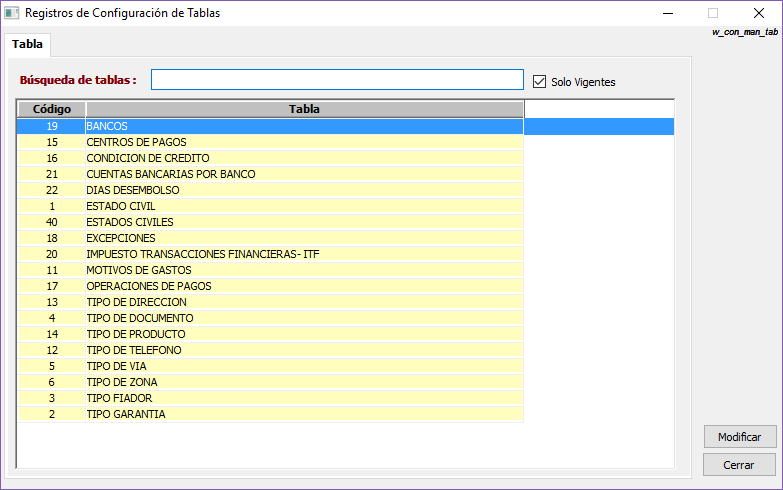 Registros de Configuración de Tablas
w_con_man_tab
Tabla
Búsqueda de tablas : Solo Vigentes
Código Tabla
19 BANCOS
15 CENTROS DE PAGOS
16 CONDICION DE CREDITO
21 CUENTAS BANCARIAS POR BANCO
22 DIAS DESEMBOLSO
1 ESTADO CIVIL
40 ESTADOS CIVILES
18 EXCEPCIONES
20 IMPUESTO TRANSACCIONES FINANCIERAS- ITF
11 MOTIVOS DE GASTOS
17 OPERACIONES DE PAGOS
13 TIPO DE DIRECCION
4 TIPO DE DOCUMENTO
14 TIPO DE PRODUCTO
12 TIPO DE TELEFONO
5 TIPO DE VIA
6 TIPO DE ZONA
3 TIPO FIADOR
2 TIPO GARANTIA
Modificar
Cerrar